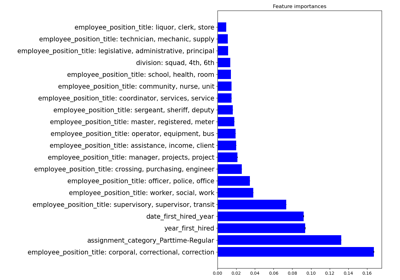 Feature importances
employee_position_title: liquor, clerk, store
employee_position_title: technician, mechanic, supply
employee_position_title: legislative, administrative, principal
division: squad, 4th, 6th
employee_position_title: school, health, room
employee_position_title: community, nurse, unit
employee_position_title: coordinator, services, service
employee_position_title: sergeant, sheriff, deputy
employee_position_title: master, registered, meter
employee_position_title: operator, equipment, bus
employee_position_title: assistance, income, client
employee_position_title: manager, projects, project
employee_position_title: crossing, purchasing, engineer
employee_position_title: officer, police, office
employee_position_title: worker, social, work
employee_position_title: supervisory, supervisor, transit
date_first_hired_year
year_first_hired
assignment_category_Parttime-Regular
employee_position_title: corporal, correctional, correction
0.00 0.02 0.04 0.06 0.08 0.10 0.12 0.14 0.16